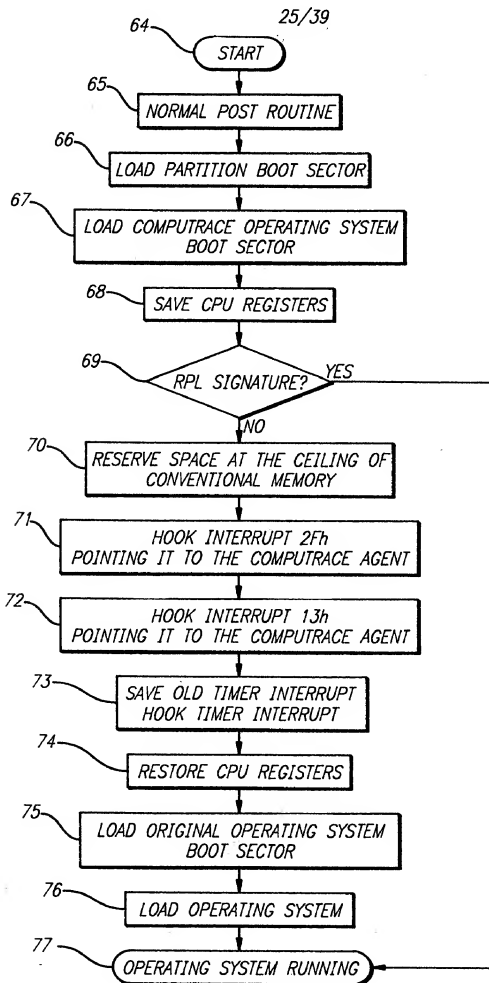 25/39
64
START
65
NORMAL POST ROUTINE
66
LOAD PARTITION BOOT SECTOR
67
LOAD COMPUTRACE OPERATING SYSTEM
BOOT SECTOR
68
SAVE CPU REGISTERS
69
RPL SIGNATURE?
YES
NO
70
RESERVE SPACE AT THE CEILING OF
CONVENTIONAL MEMORY
71
HOOK INTERRUPT 2Fh
POINTING IT TO THE COMPUTRACE AGENT
72
HOOK INTERRUPT 13h
POINTING IT TO THE COMPUTRACE AGENT
73
SAVE OLD TIMER INTERRUPT
HOOK TIMER INTERRUPT
74
RESTORE CPU REGISTERS
75
LOAD ORIGINAL OPERATING SYSTEM
BOOT SECTOR
76
LOAD OPERATING SYSTEM
77
OPERATING SYSTEM RUNNING